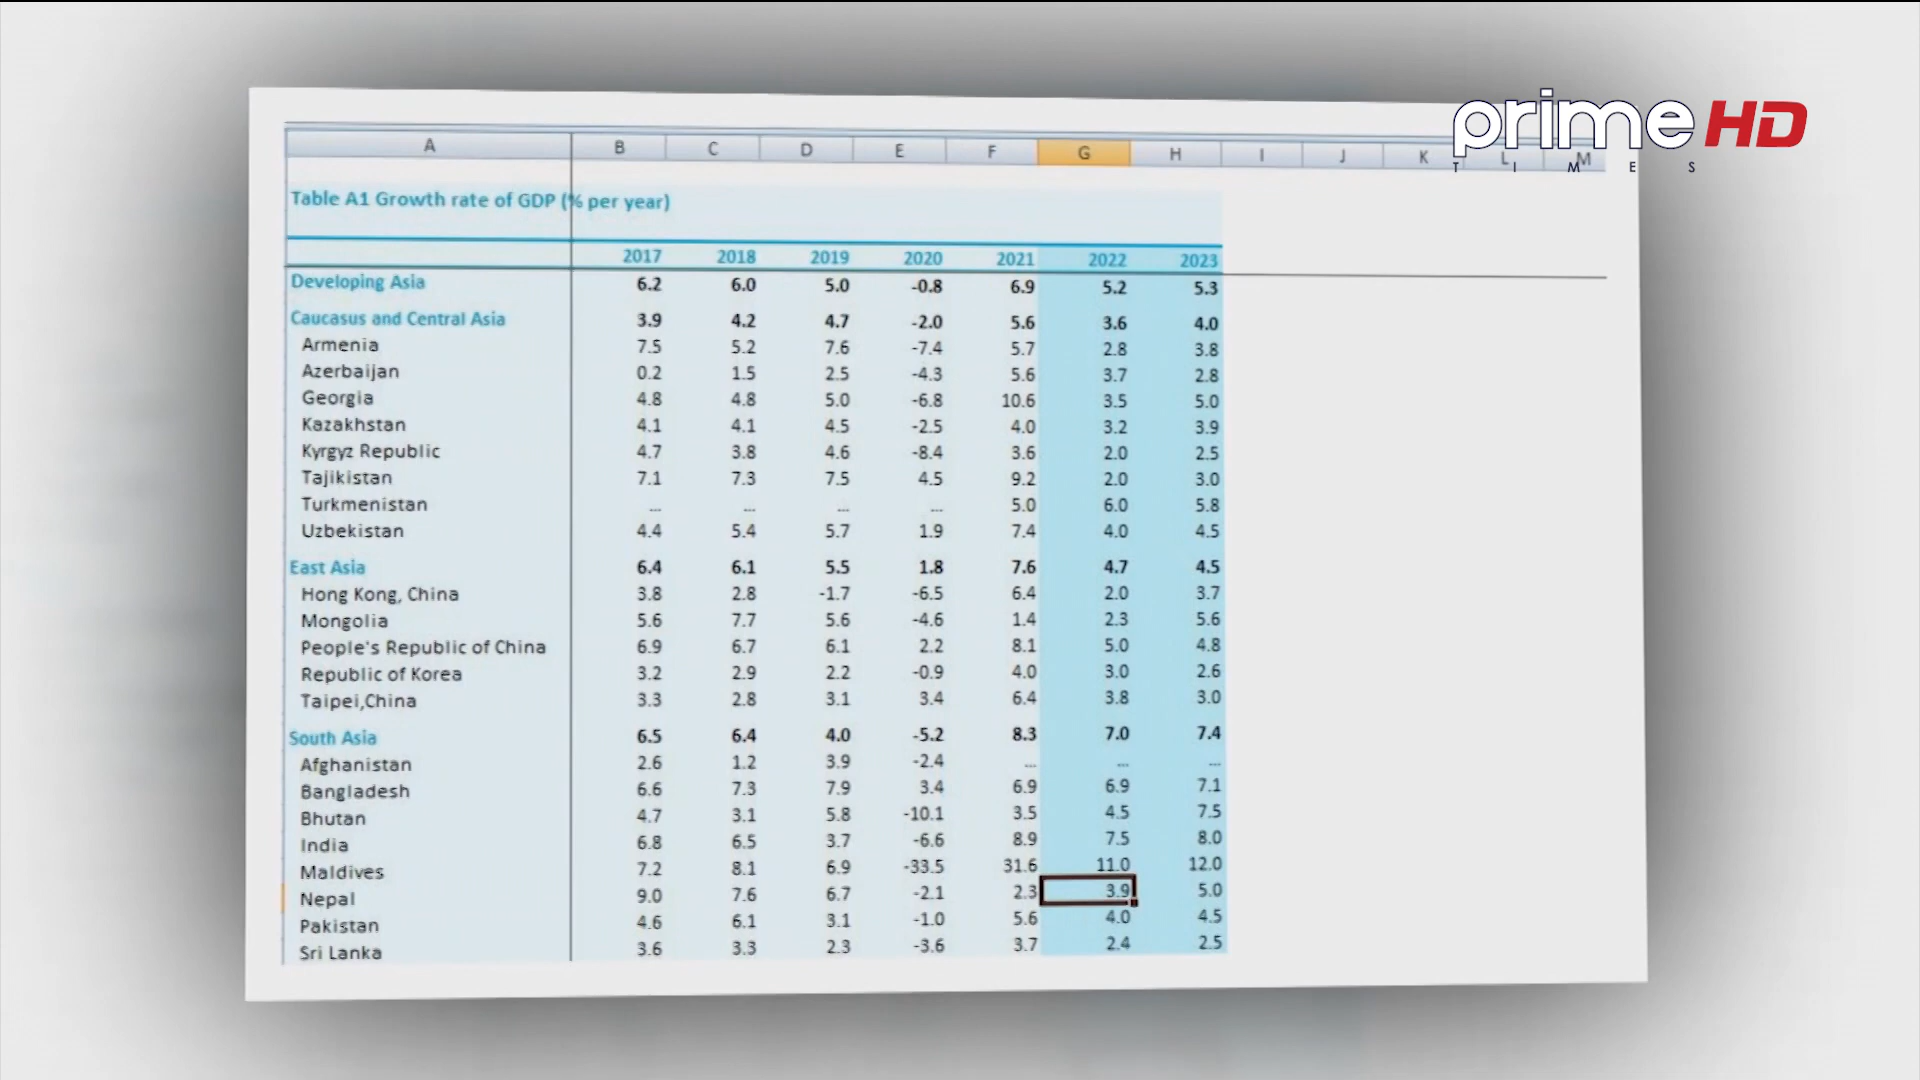 prime HD
T I M E S
A B C D E F G H I J K L M
Table A1 Growth rate of GDP (% per year)
2017 2018 2019 2020 2021 2022 2023
Developing Asia 6.2 6.0 5.0 -0.8 6.9 5.2 5.3
Caucasus and Central Asia 3.9 4.2 4.7 -2.0 5.6 3.6 4.0
Armenia 7.5 5.2 7.6 -7.4 5.7 2.8 3.8
Azerbaijan 0.2 1.5 2.5 -4.3 5.6 3.7 2.8
Georgia 4.8 4.8 5.0 -6.8 10.6 3.5 5.0
Kazakhstan 4.1 4.1 4.5 -2.5 4.0 3.2 3.9
Kyrgyz Republic 4.7 3.8 4.6 -8.4 3.6 2.0 2.5
Tajikistan 7.1 7.3 7.5 4.5 9.2 2.0 3.0
Turkmenistan ... ... ... ... 5.0 6.0 5.8
Uzbekistan 4.4 5.4 5.7 1.9 7.4 4.0 4.5
East Asia 6.4 6.1 5.5 1.8 7.6 4.7 4.5
Hong Kong, China 3.8 2.8 -1.7 -6.5 6.4 2.0 3.7
Mongolia 5.6 7.7 5.6 -4.6 1.4 2.3 5.6
People's Republic of China 6.9 6.7 6.1 2.2 8.1 5.0 4.8
Republic of Korea 3.2 2.9 2.2 -0.9 4.0 3.0 2.6
Taipei,China 3.3 2.8 3.1 3.4 6.4 3.8 3.0
South Asia 6.5 6.4 4.0 -5.2 8.3 7.0 7.4
Afghanistan 2.6 1.2 3.9 -2.4 ... ... ...
Bangladesh 6.6 7.3 7.9 3.4 6.9 6.9 7.1
Bhutan 4.7 3.1 5.8 -10.1 3.5 4.5 7.5
India 6.8 6.5 3.7 -6.6 8.9 7.5 8.0
Maldives 7.2 8.1 6.9 -33.5 31.6 11.0 12.0
Nepal 9.0 7.6 6.7 -2.1 2.3 3.9 5.0
Pakistan 4.6 6.1 3.1 -1.0 5.6 4.0 4.5
Sri Lanka 3.6 3.3 2.3 -3.6 3.7 2.4 2.5